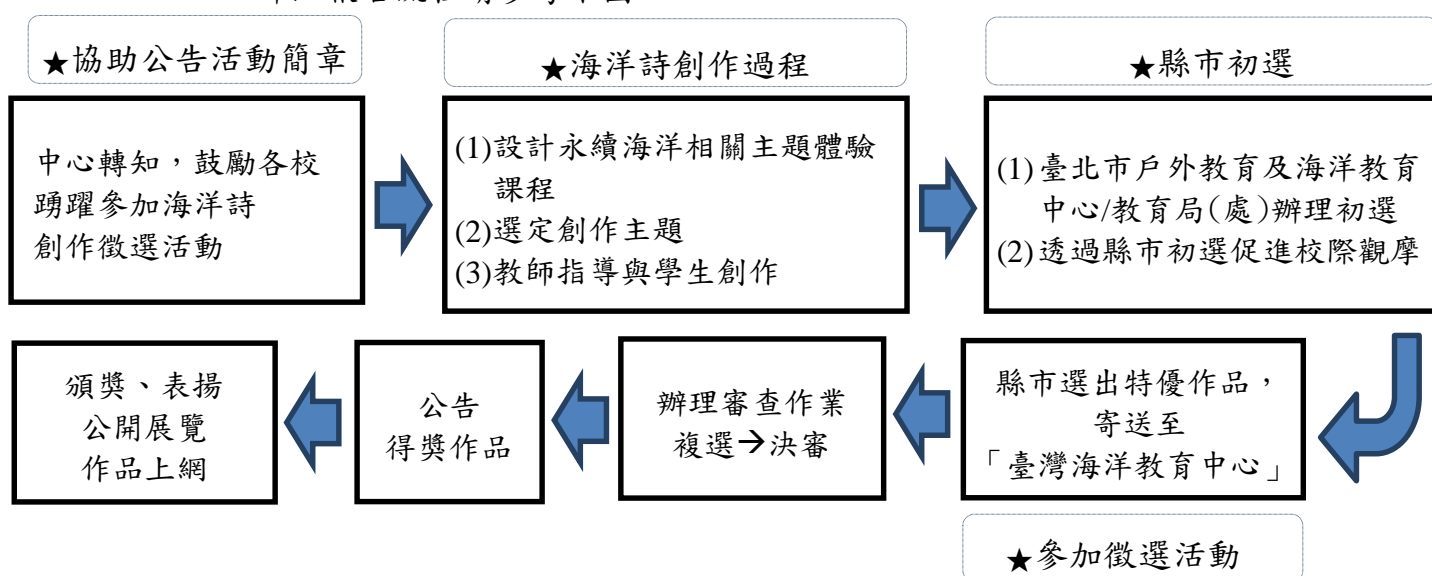 ★協助公告活動簡章
中心轉知，鼓勵各校
踴躍參加海洋詩
創作徵選活動
★海洋詩創作過程
(1)設計永續海洋相關主題體驗
課程
(2)選定創作主題
(3)教師指導與學生創作
★縣市初選
(1)臺北市戶外教育及海洋教育
中心/教育局(處)辦理初選
(2)透過縣市初選促進校際觀摩
縣市選出特優作品，
寄送至
「臺灣海洋教育中心」
★參加徵選活動
辦理審查作業
複選→決審
公告
得獎作品
頒獎、表揚
公開展覽
作品上網